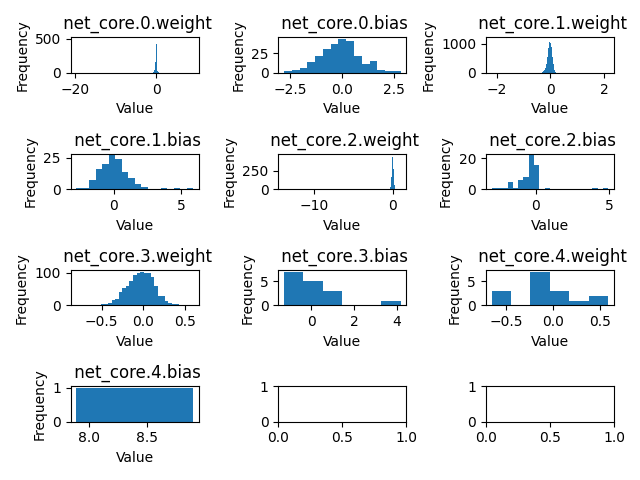 net_core.0.weight
Frequency
500
0
−20
0
Value
net_core.0.bias
Frequency
25
0
−2.5
0.0
2.5
Value
net_core.1.weight
Frequency
1000
0
−2
0
2
Value
net_core.1.bias
Frequency
25
0
0
5
Value
net_core.2.weight
Frequency
250
0
−10
0
Value
net_core.2.bias
Frequency
20
0
0
5
Value
net_core.3.weight
Frequency
100
0
−0.5
0.0
0.5
Value
net_core.3.bias
Frequency
5
0
0
2
4
Value
net_core.4.weight
Frequency
5
0
−0.5
0.0
0.5
Value
net_core.4.bias
Frequency
1
0
8.0
8.5
Value
1
0
0.0
0.5
1.0
1
0
0.0
0.5
1.0